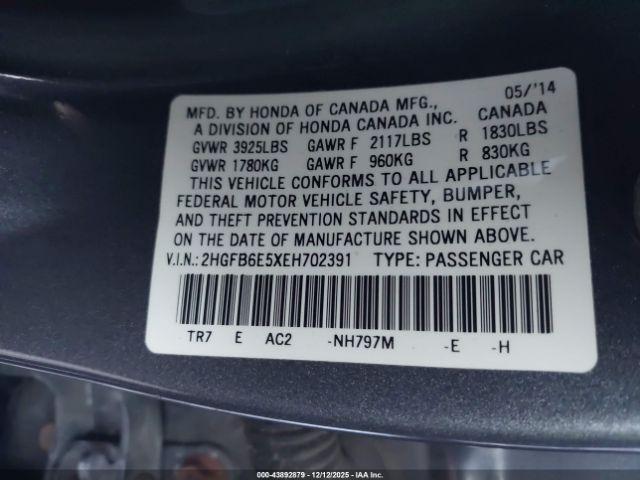 05/'14
MFD. BY HONDA OF CANADA MFG.,
A DIVISION OF HONDA CANADA INC. CANADA
GVWR 3925LBS GAWR F 2117LBS R 1830LBS
GVWR 1780KG GAWR F 960KG R 830KG
THIS VEHICLE CONFORMS TO ALL APPLICABLE
FEDERAL MOTOR VEHICLE SAFETY, BUMPER,
AND THEFT PREVENTION STANDARDS IN EFFECT
ON THE DATE OF MANUFACTURE SHOWN ABOVE.
V.I.N.: 2HGFB6E5XEH702391 TYPE: PASSENGER CAR
TR7 E AC2 -NH797M -E -H
© 000-43892879 | 12/12/2025 | IAA Inc.